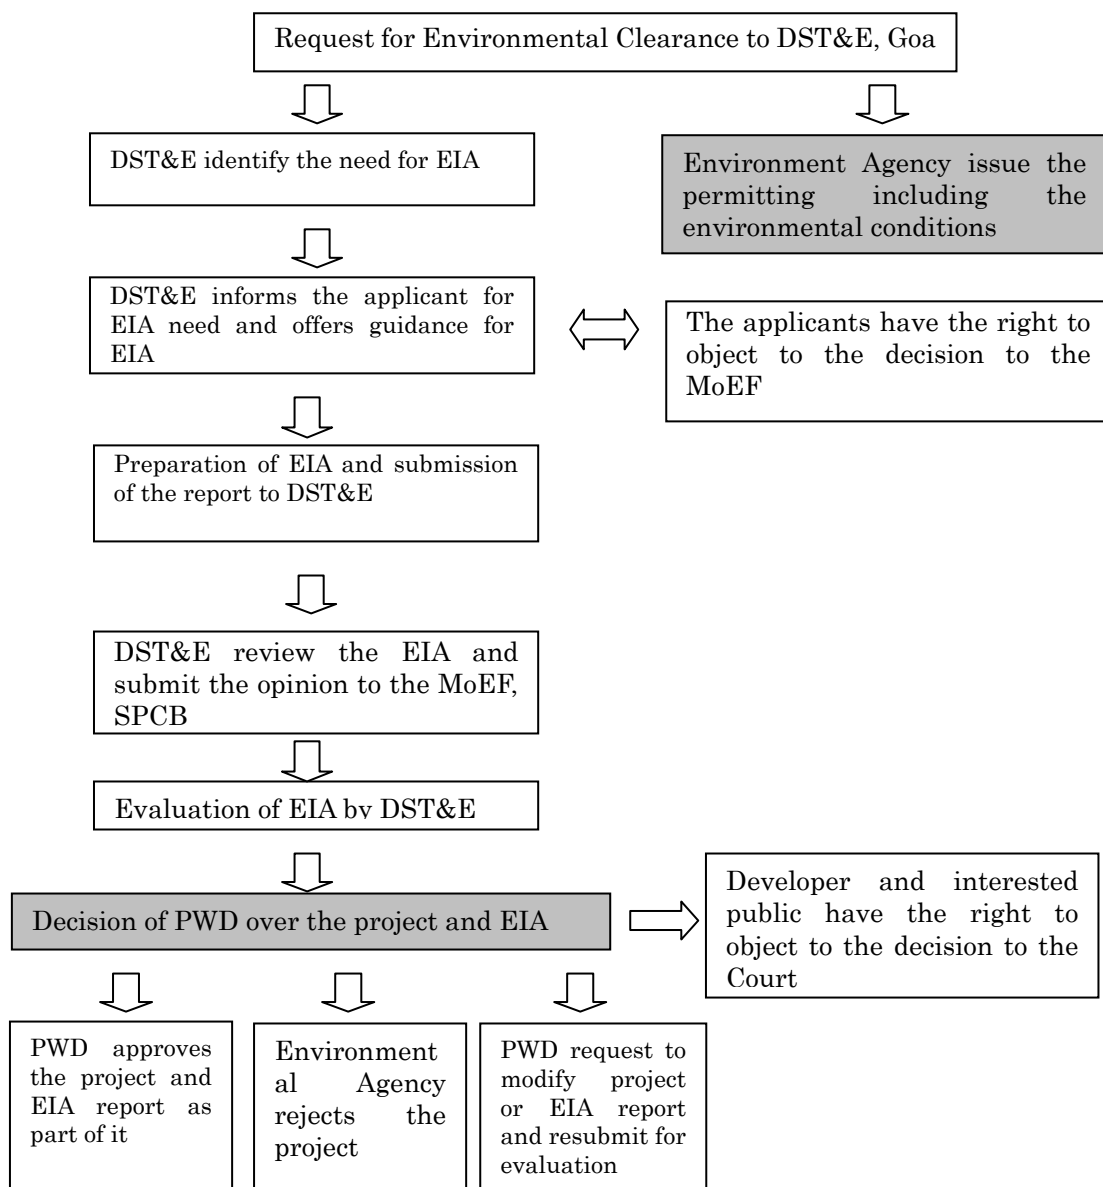 Request for Environmental Clearance to DST&E, Goa
DST&E identify the need for EIA
Environment Agency issue the
permitting including the
environmental conditions
DST&E informs the applicant for
EIA need and offers guidance for
EIA
The applicants have the right to
object to the decision to the
MoEF
Preparation of EIA and submission
of the report to DST&E
DST&E review the EIA and
submit the opinion to the MoEF,
SPCB
Evaluation of EIA by DST&E
Decision of PWD over the project and EIA
Developer and interested
public have the right to
object to the decision to the
Court
PWD approves
the project and
EIA report as
part of it
Environment
al Agency
rejects the
project
PWD request to
modify project
or EIA report
and resubmit for
evaluation